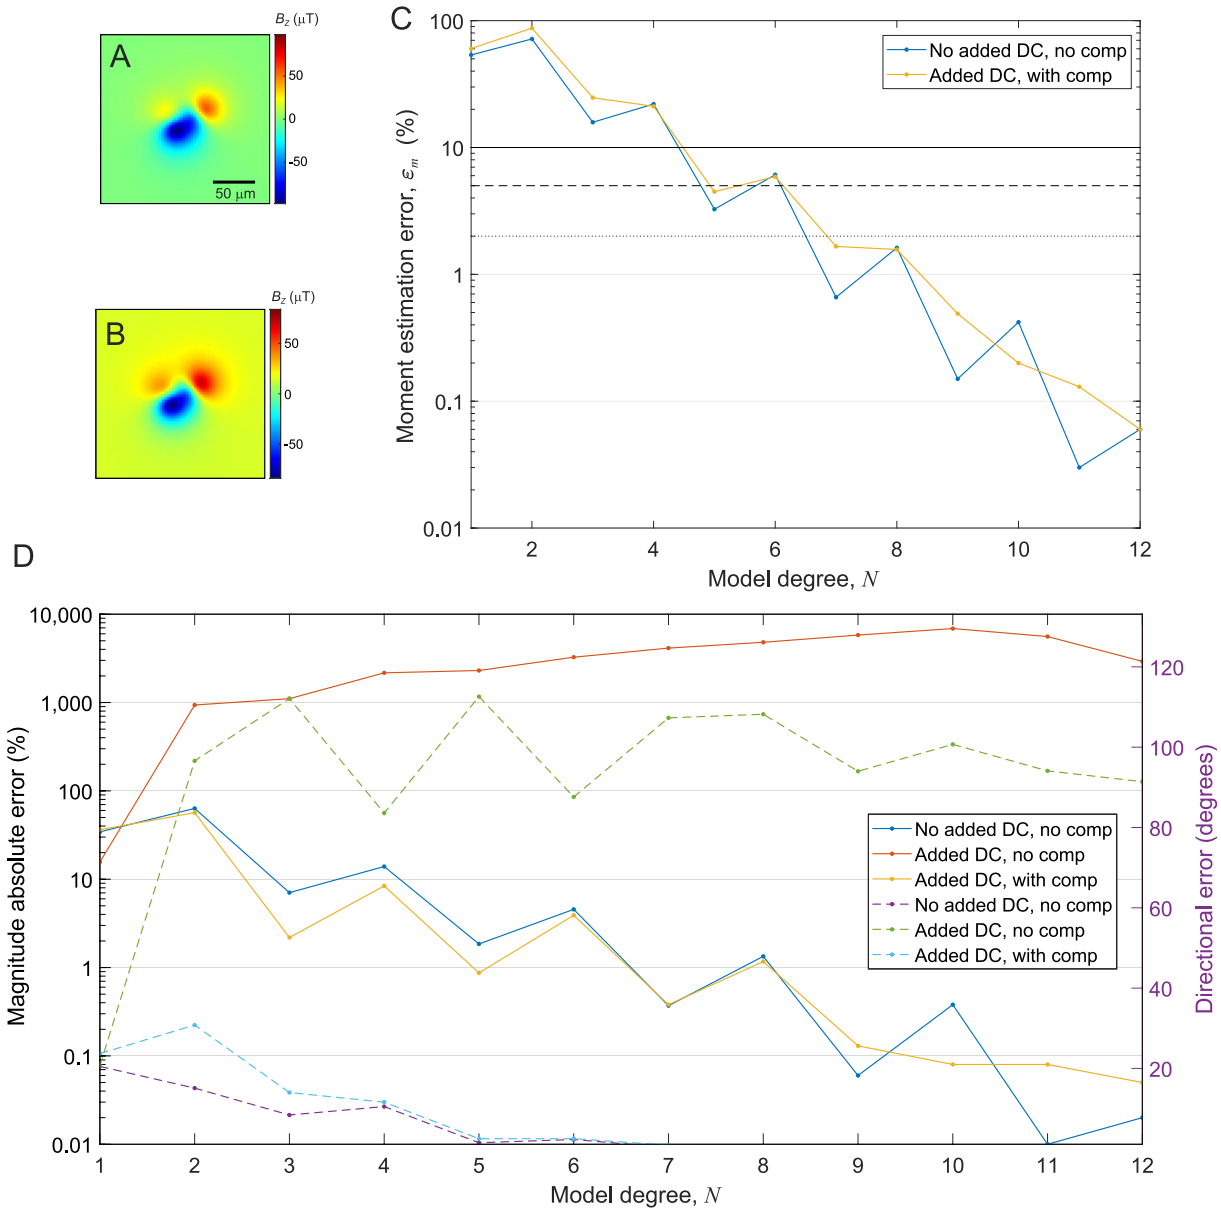 A
B_z (μT)
50
0
-50
50 μm
B
B_z (μT)
50
0
-50
C
Moment estimation error, ε_m (%)
100
10
1
0.1
0.01
No added DC, no comp
Added DC, with comp
2
4
6
8
10
12
Model degree, N
D
Magnitude absolute error (%)
10,000
1,000
100
10
1
0.1
0.01
120
100
80
60
40
20
Directional error (degrees)
No added DC, no comp
Added DC, no comp
Added DC, with comp
No added DC, no comp
Added DC, no comp
Added DC, with comp
1
2
3
4
5
6
7
8
9
10
11
12
Model degree, N